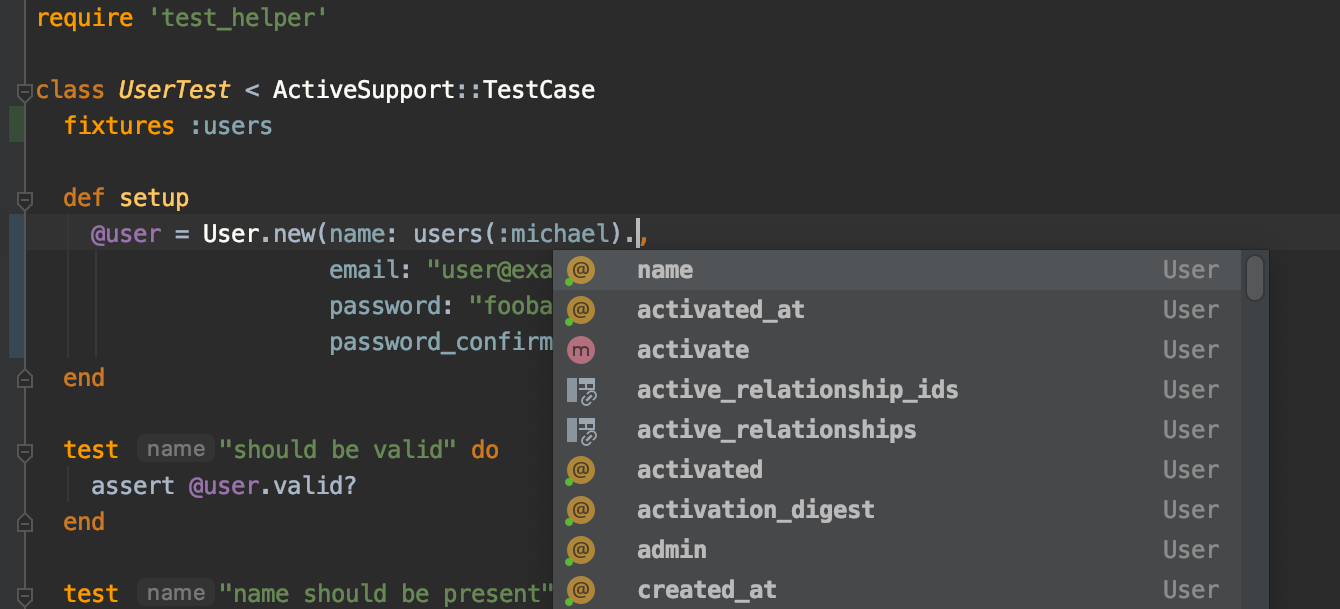 require 'test_helper'
class UserTest < ActiveSupport::TestCase
fixtures :users
def setup
@user = User.new(name: users(:michael).,
email: "user@exa
password: "fooba
password_confirm
end
test name "should be valid" do
assert @user.valid?
end
test name "name should be present"
@ name User
@ activated_at User
m activate User
active_relationship_ids User
active_relationships User
@ activated User
@ activation_digest User
@ admin User
@ created_at User